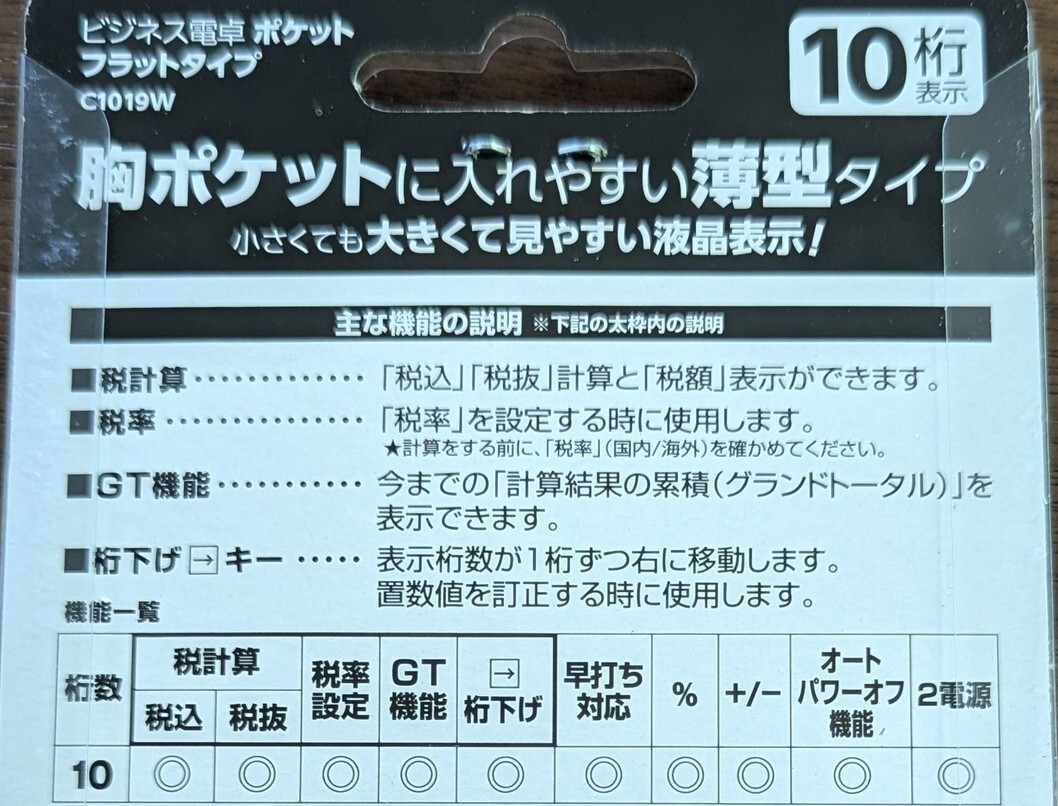 ビジネス電卓 ポケット
フラットタイプ
C1019W
10桁
表示
胸ポケットに入れやすい薄型タイプ
小さくても大きくて見やすい液晶表示!
主な機能の説明 ※下記の太枠内の説明
■税計算・・・・・・・・・・・・・・「税込」「税抜」計算と「税額」表示ができます。
■税率・・・・・・・・・・・・・・・・「税率」を設定する時に使用します。
★計算をする前に、「税率」(国内/海外)を確かめてください。
■GT機能・・・・・・・・・・・・今までの「計算結果の累積(グランドトータル)」を
表示できます。
■桁下げ→キー・・・・・表示桁数が1桁ずつ右に移動します。
置数値を訂正する時に使用します。
機能一覧
桁数 税計算 税込 税抜 税率設定 GT機能 →桁下げ 早打ち対応 % +/− オートパワーオフ機能 2電源
10 ◎ ◎ ◎ ◎ ◎ ◎ ◎ ◎ ◎ ◎